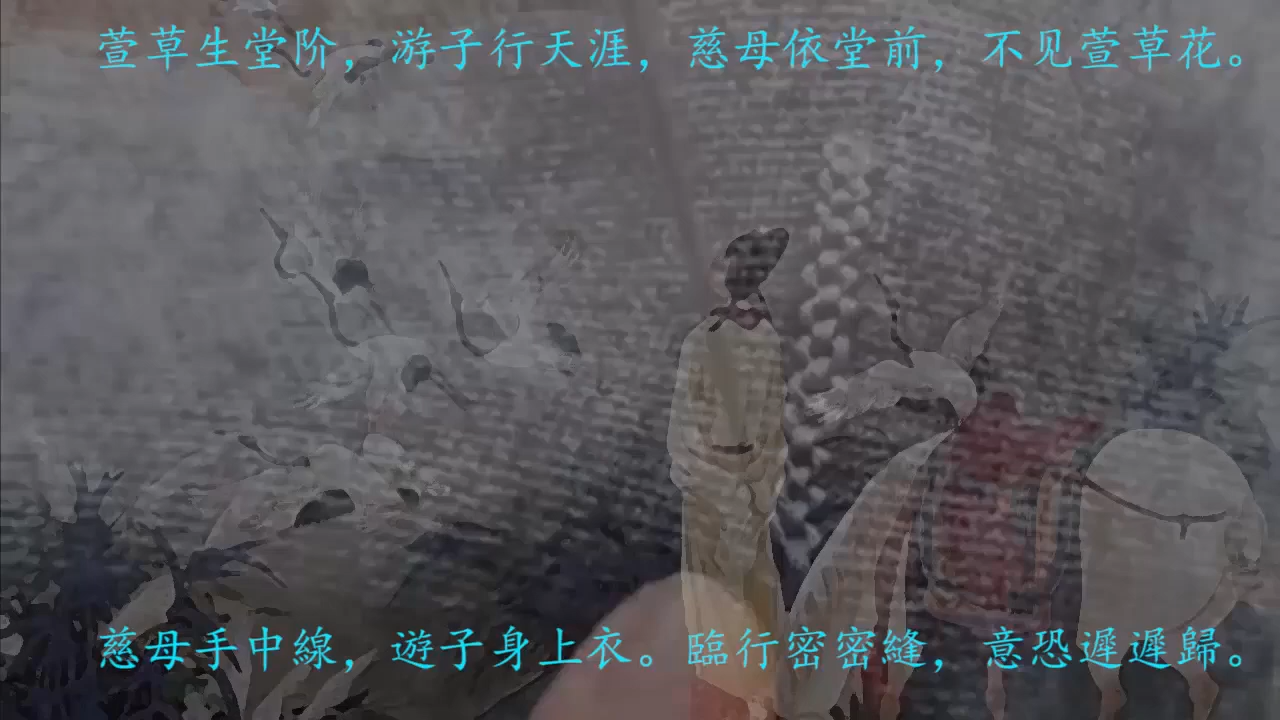 萱草生堂阶，游子行天涯，慈母依堂前，不见萱草花。
慈母手中線，遊子身上衣。臨行密密縫，意恐遲遲歸。